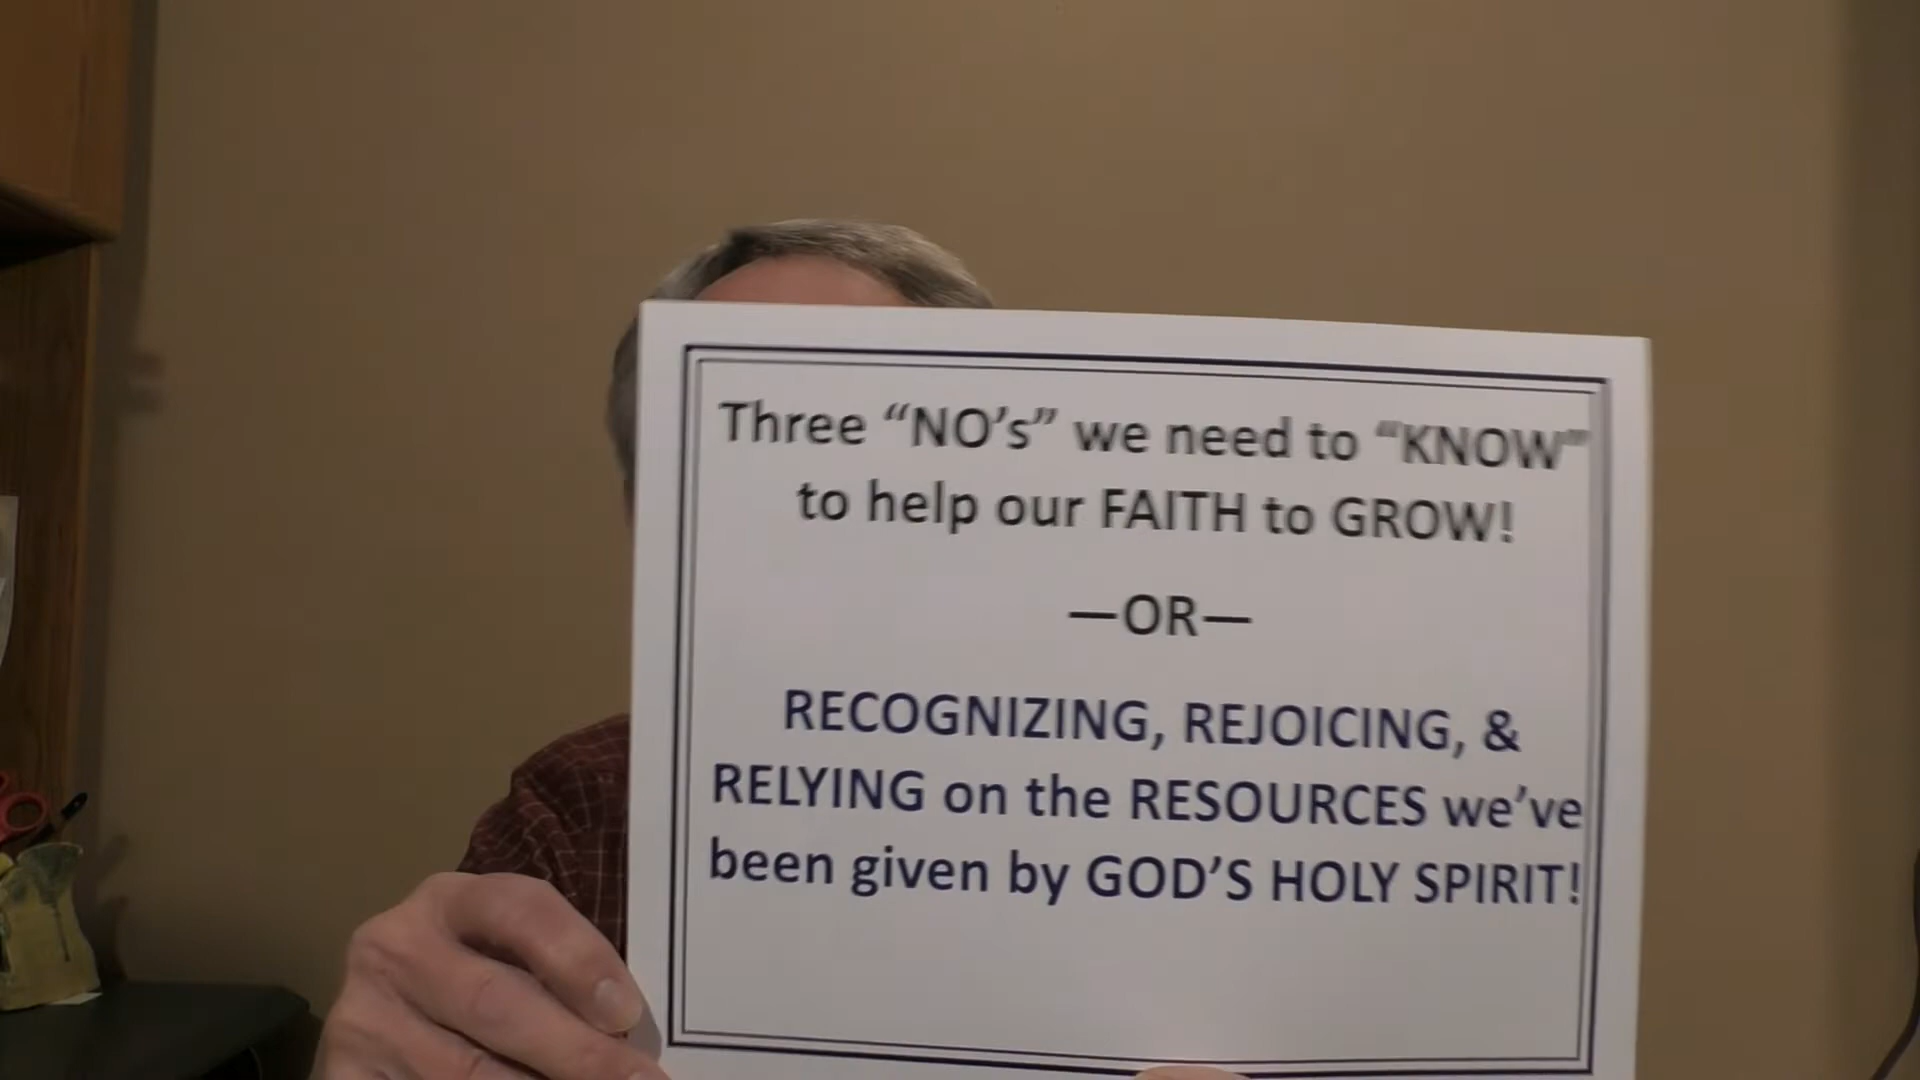 Three “NO’s” we need to “KNOW”
to help our FAITH to GROW!
—OR—
RECOGNIZING, REJOICING, &
RELYING on the RESOURCES we’ve
been given by GOD’S HOLY SPIRIT!